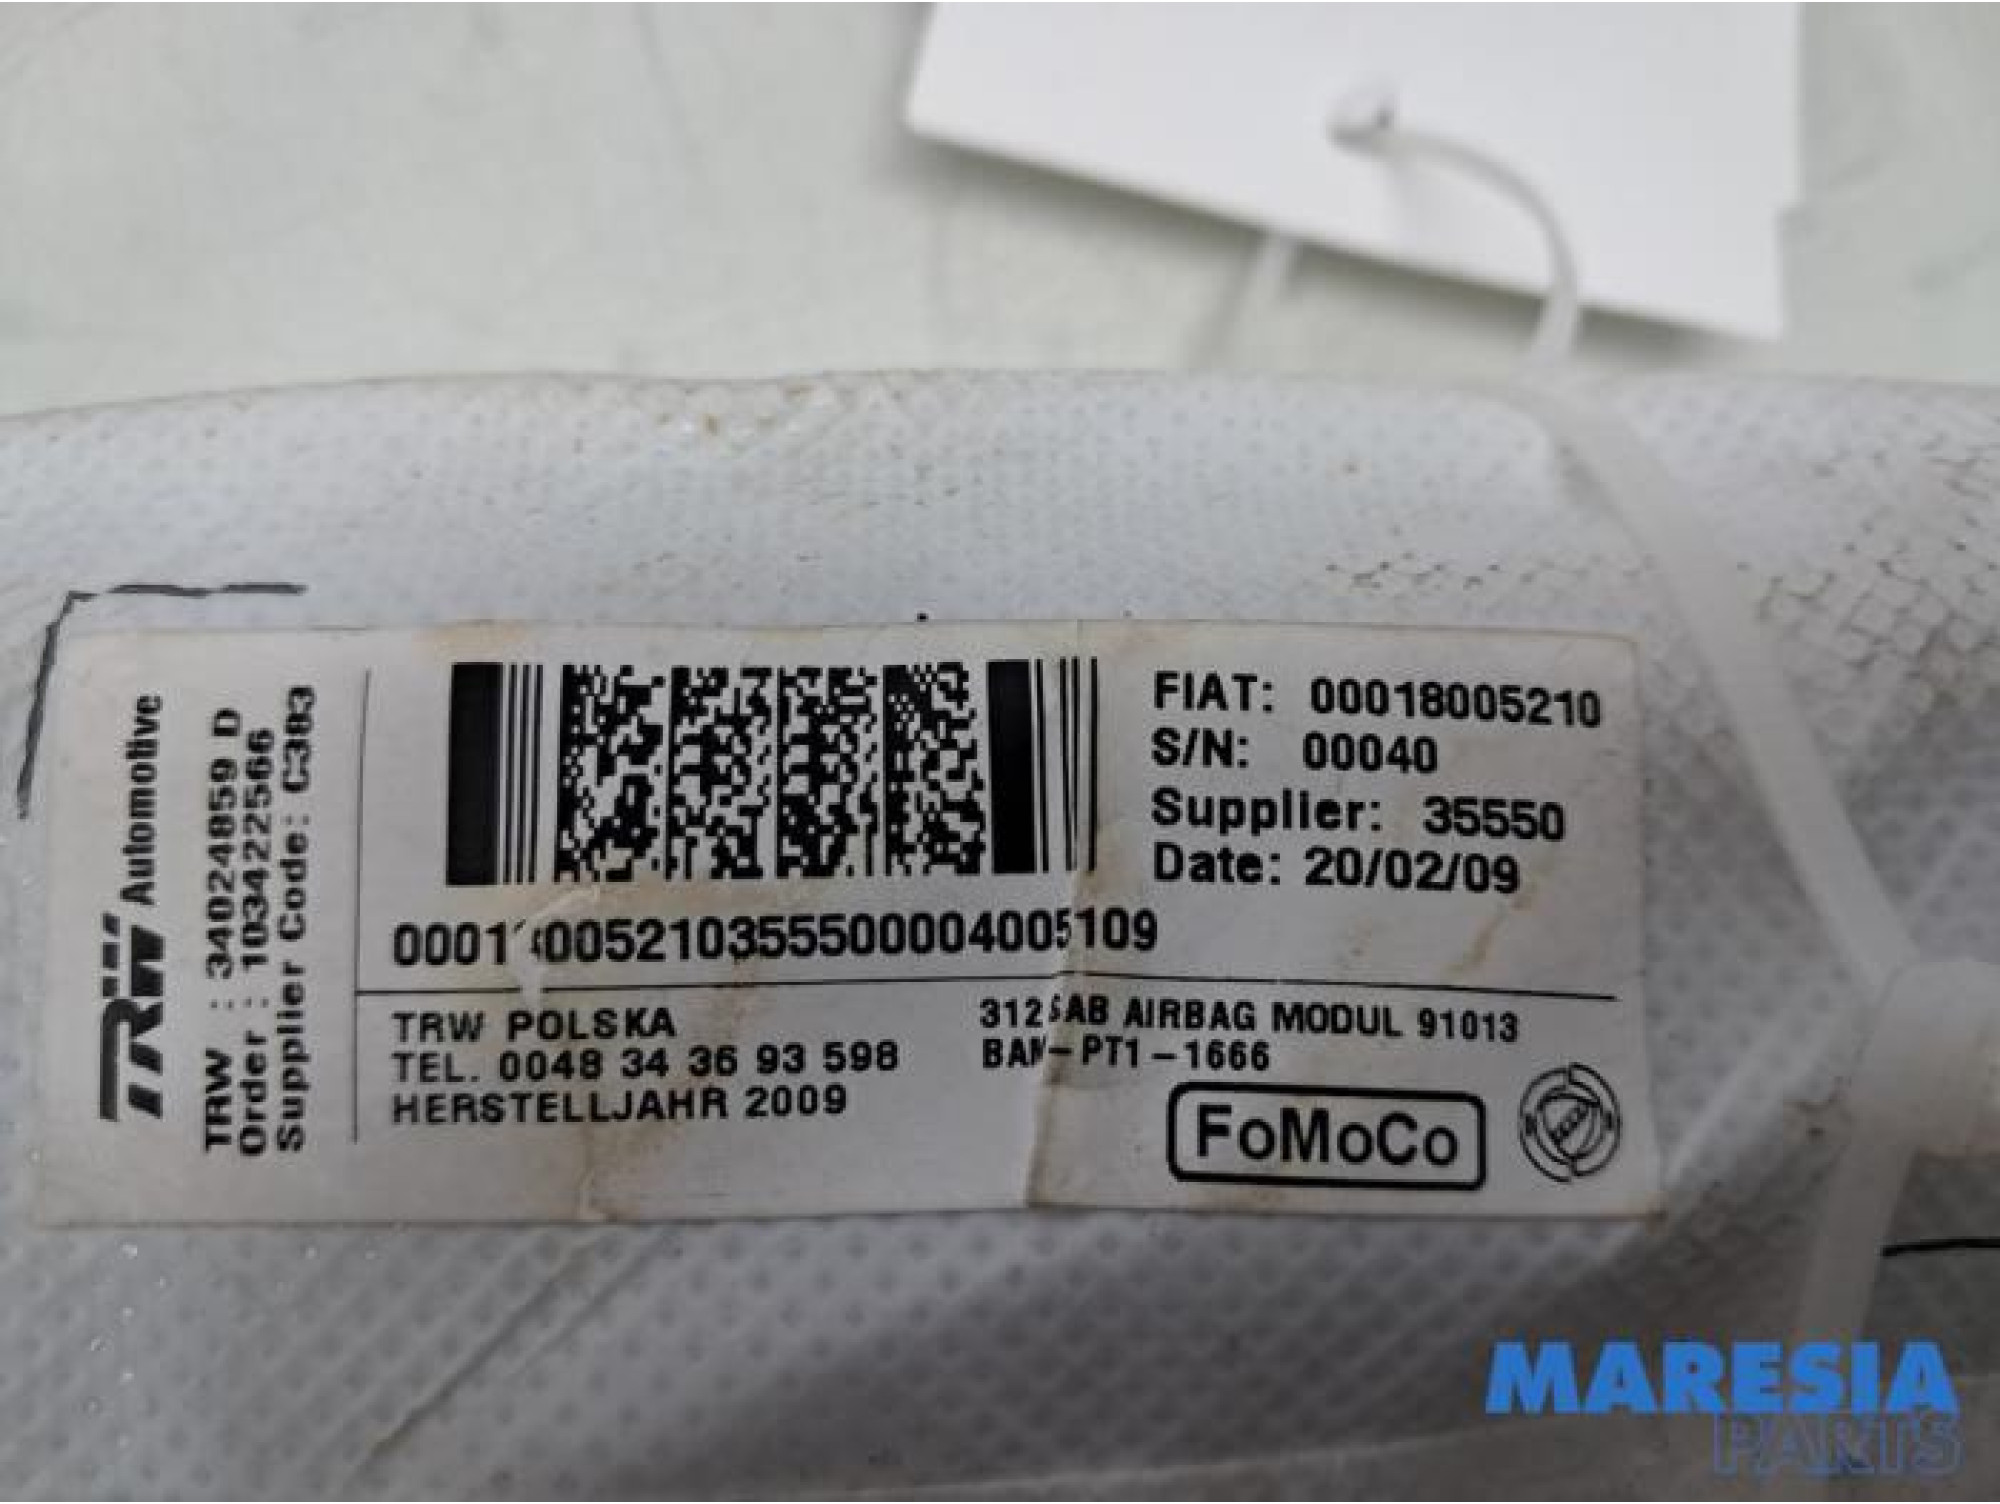 TRW Automotive
TRW : 34024859 D
Order : 103422566
Supplier Code: C383
FIAT: 00018005210
S/N: 00040
Supplier: 35550
Date: 20/02/09
TRW POLSKA
TEL. 0048 34 36 93 598
HERSTELLJAHR 2009
AIRBAG MODUL 91013
PT1-1666
FoMoCo
MARESIA
PARTS